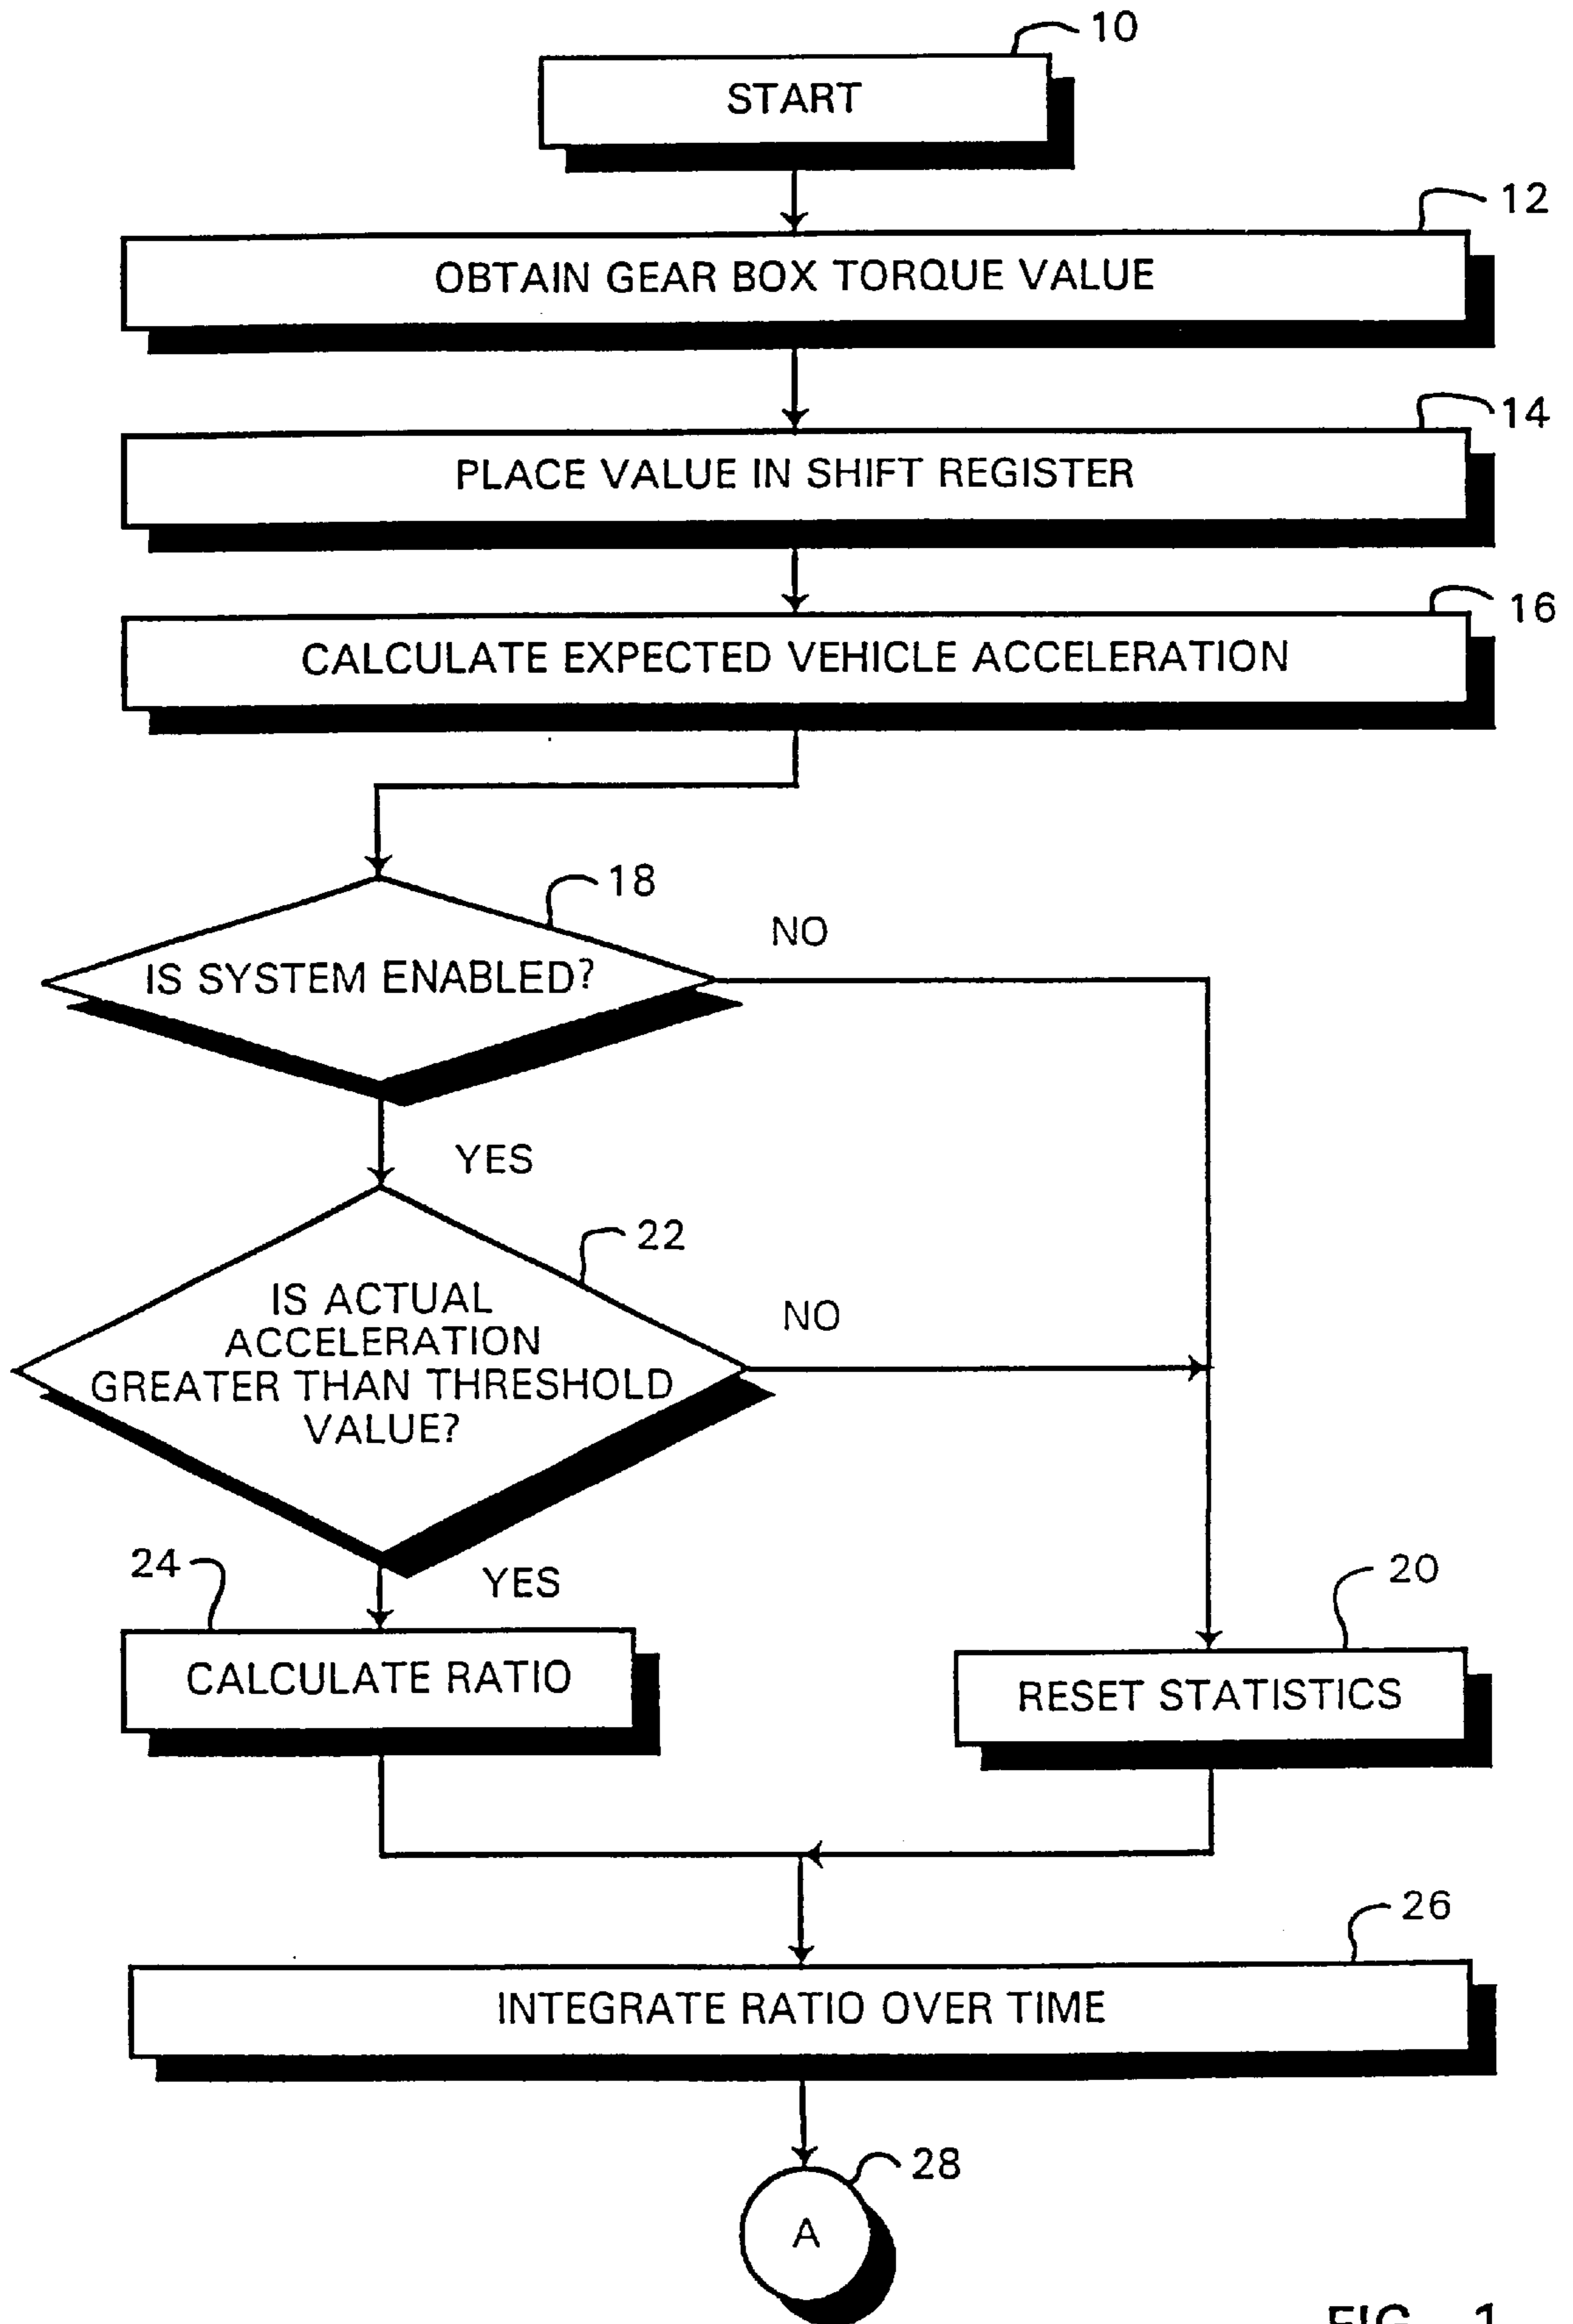 10
START
12
OBTAIN GEAR BOX TORQUE VALUE
14
PLACE VALUE IN SHIFT REGISTER
16
CALCULATE EXPECTED VEHICLE ACCELERATION
18
NO
IS SYSTEM ENABLED?
YES
22
IS ACTUAL
ACCELERATION
GREATER THAN THRESHOLD
VALUE?
NO
24
YES
20
CALCULATE RATIO
RESET STATISTICS
26
INTEGRATE RATIO OVER TIME
28
A
FIG. 1